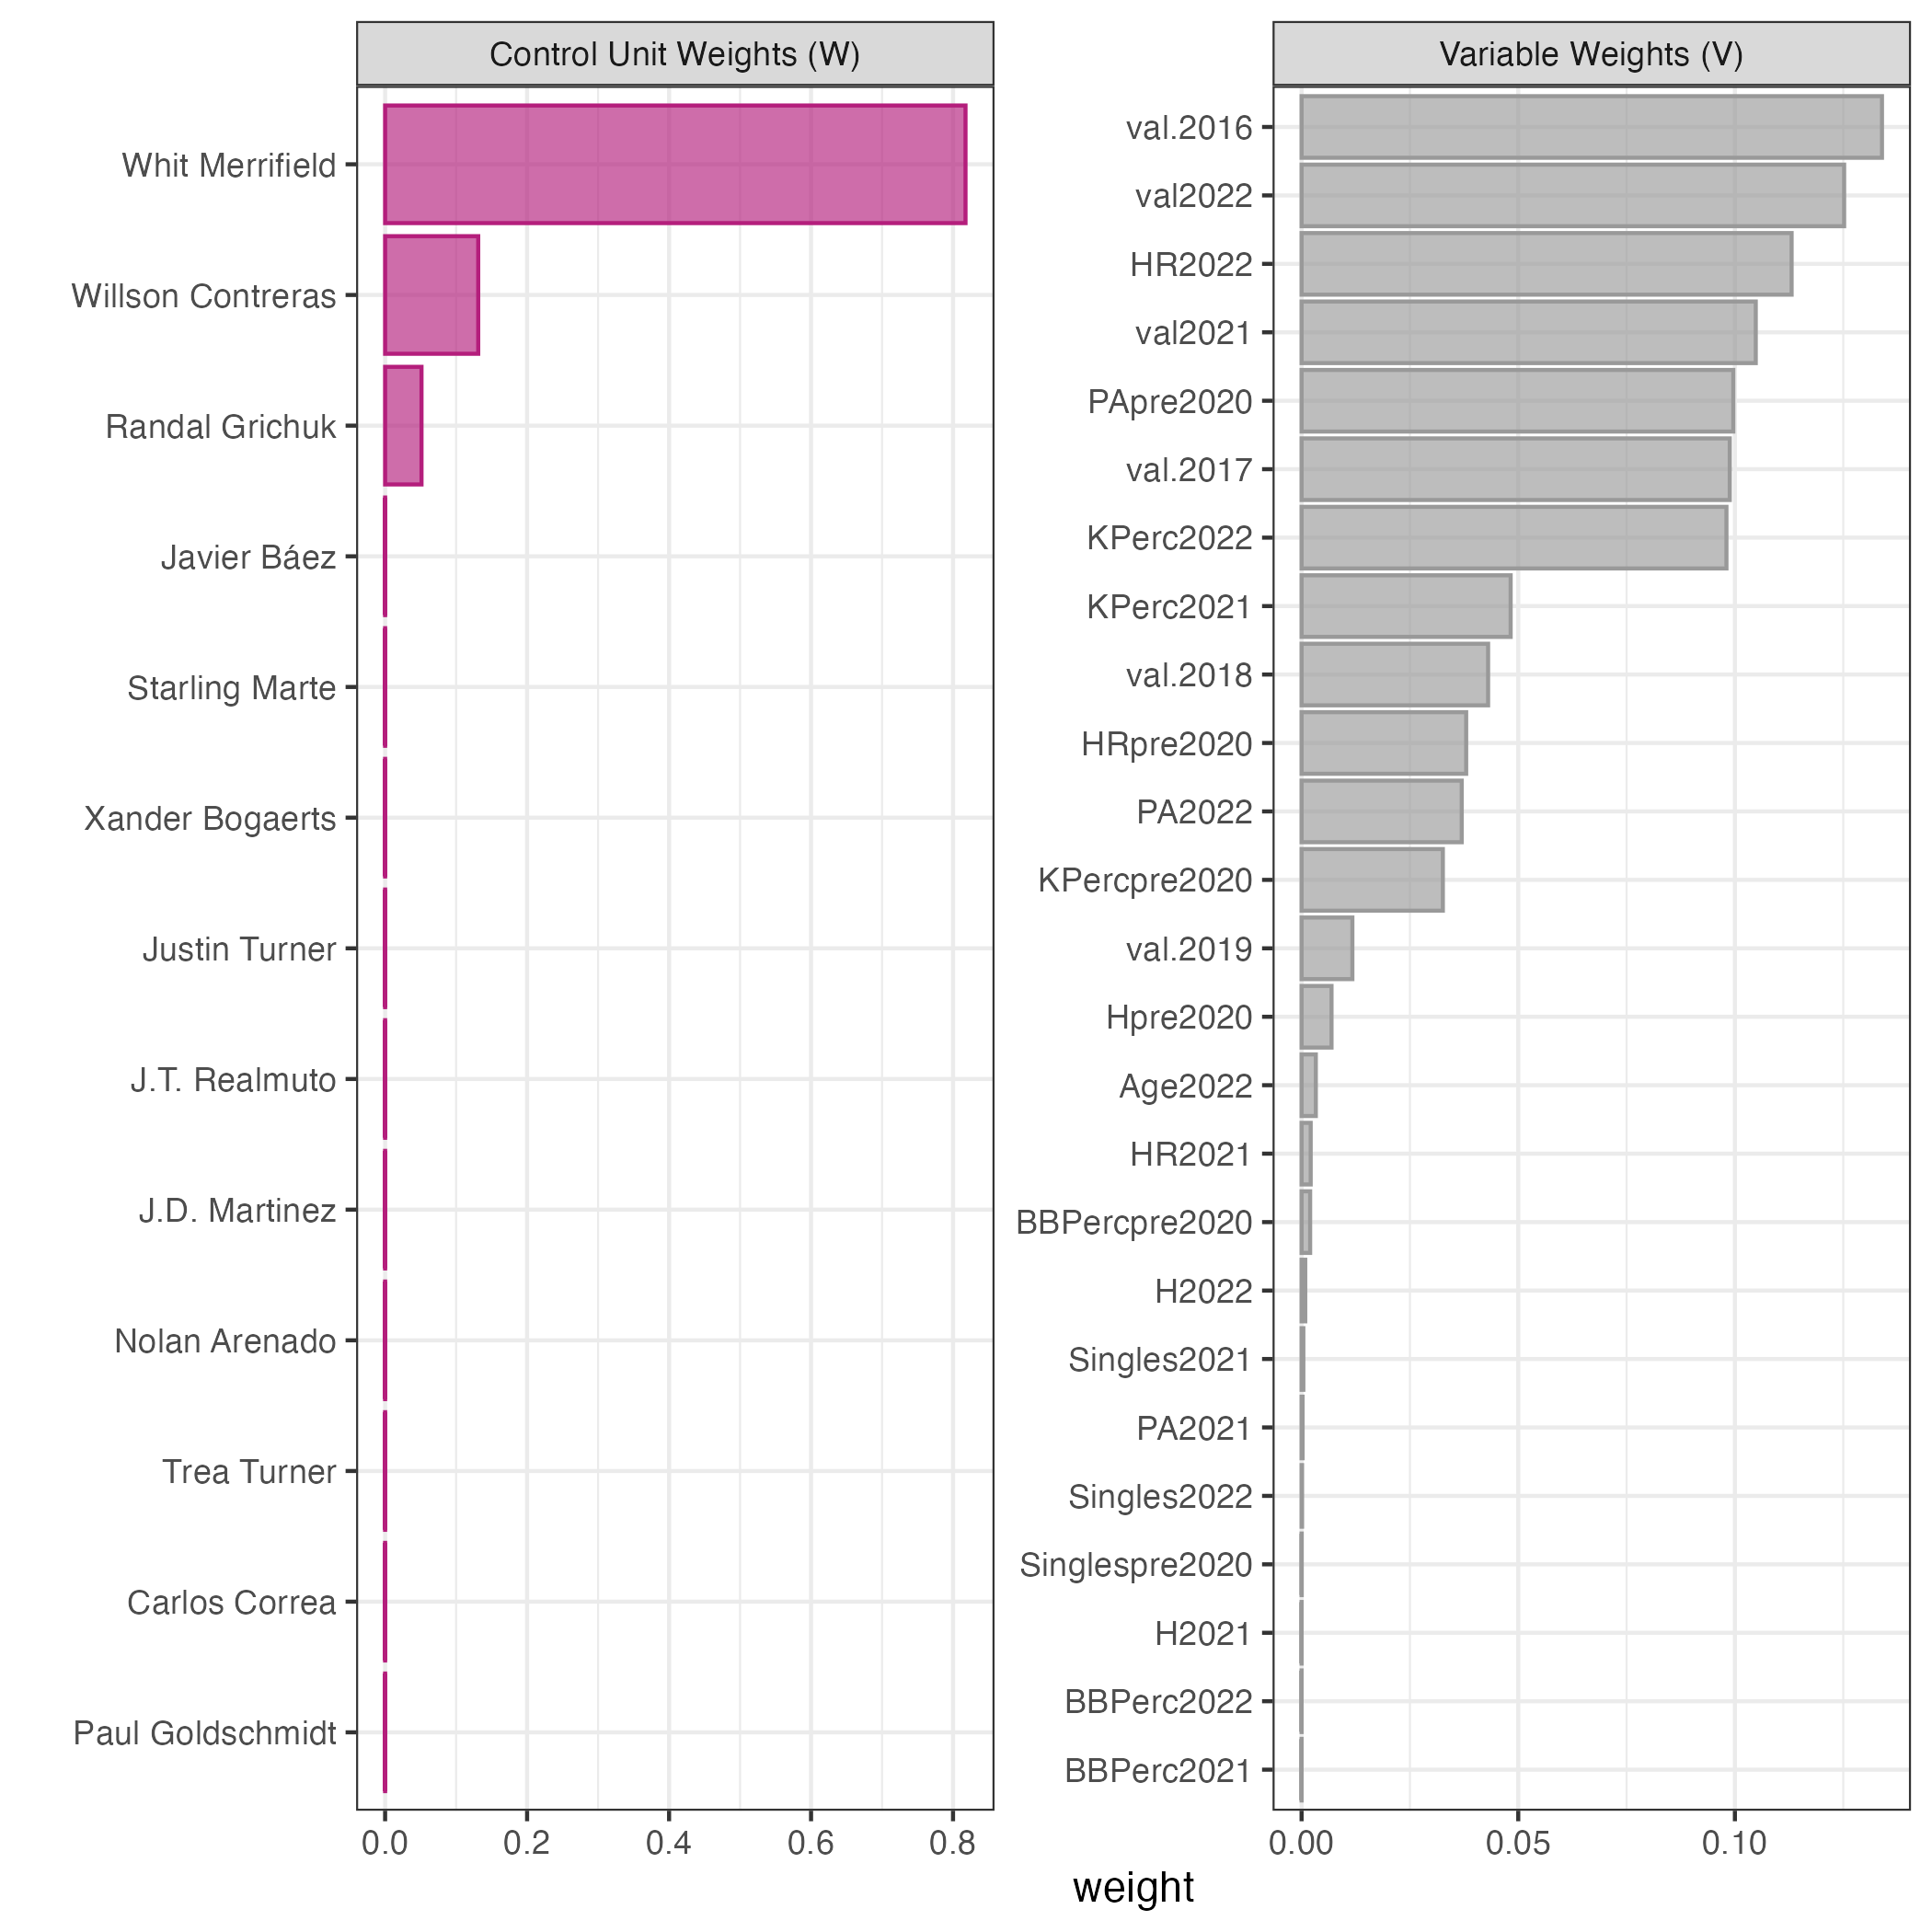 Control Unit Weights (W)
Whit Merrifield
Willson Contreras
Randal Grichuk
Javier Báez
Starling Marte
Xander Bogaerts
Justin Turner
J.T. Realmuto
J.D. Martinez
Nolan Arenado
Trea Turner
Carlos Correa
Paul Goldschmidt
0.0 0.2 0.4 0.6 0.8
Variable Weights (V)
val.2016
val2022
HR2022
val2021
PApre2020
val.2017
KPerc2022
KPerc2021
val.2018
HRpre2020
PA2022
KPercpre2020
val.2019
Hpre2020
Age2022
HR2021
BBPercpre2020
H2022
Singles2021
PA2021
Singles2022
Singlespre2020
H2021
BBPerc2022
BBPerc2021
0.00 0.05 0.10
weight